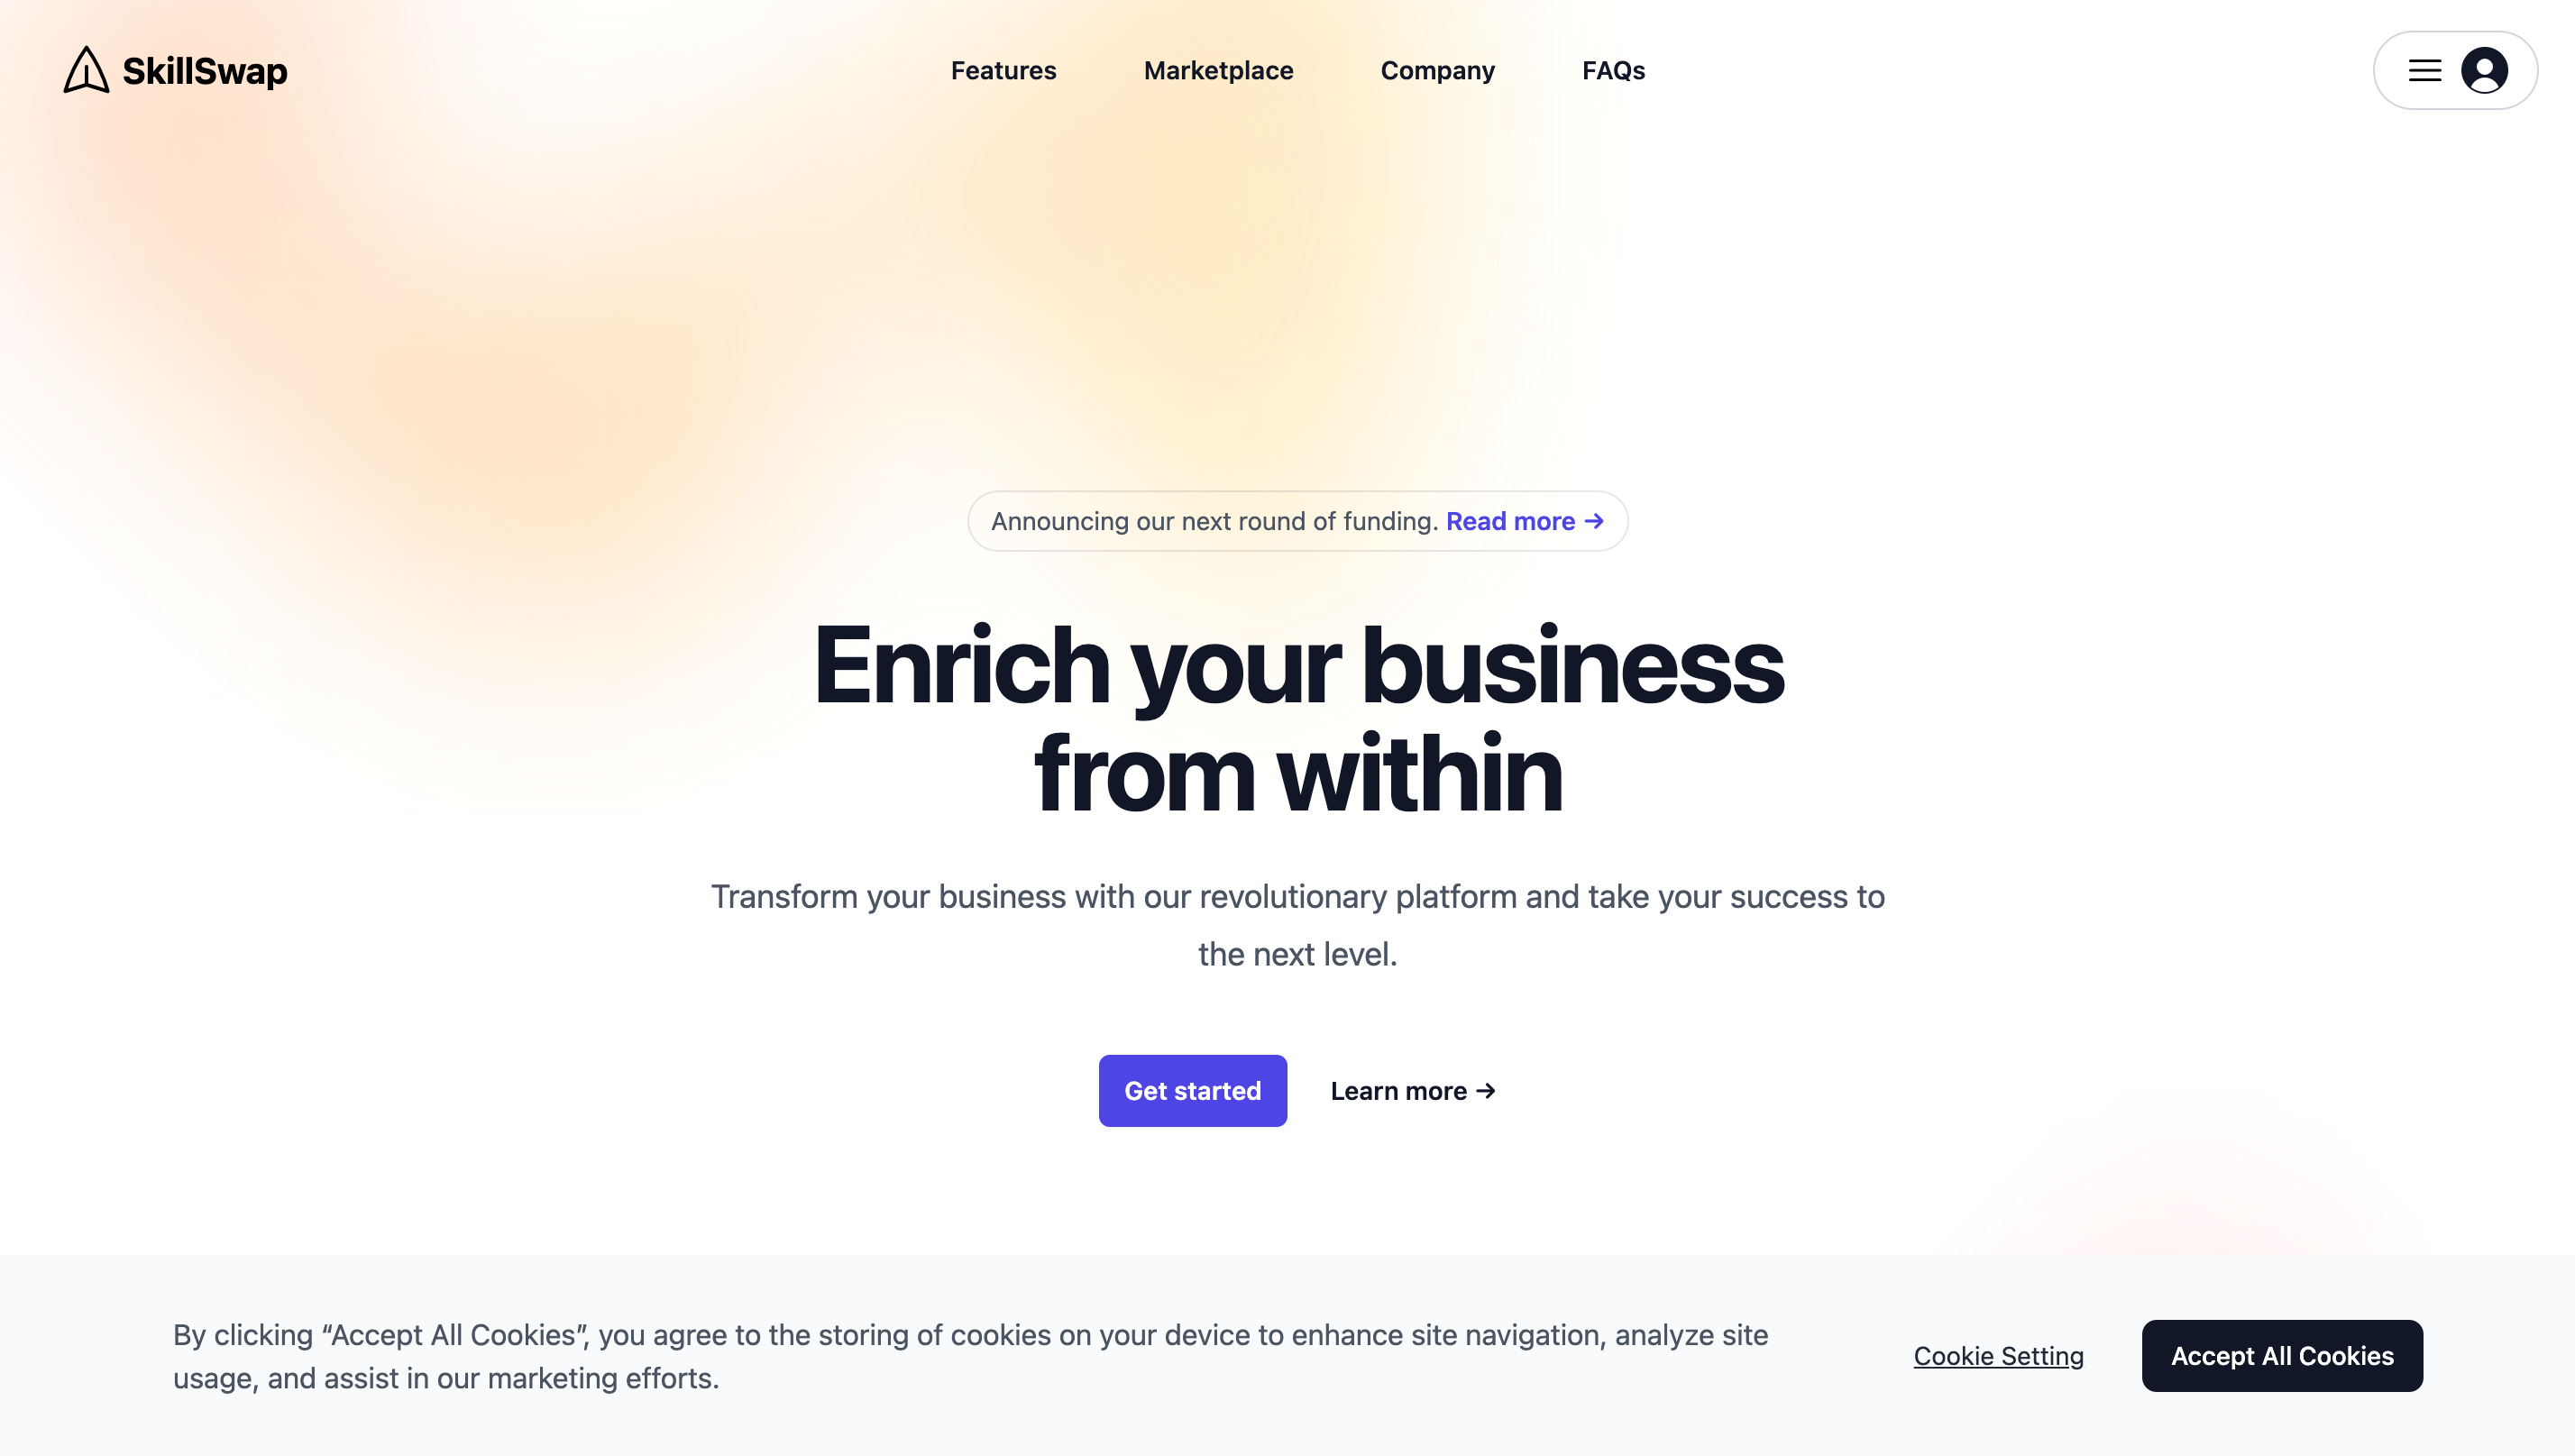 SkillSwap
Features
Marketplace
Company
FAQs
Announcing our next round of funding. Read more →
Enrich your business
from within
Transform your business with our revolutionary platform and take your success to
the next level.
Get started
Learn more →
By clicking “Accept All Cookies”, you agree to the storing of cookies on your device to enhance site navigation, analyze site
usage, and assist in our marketing efforts.
Cookie Setting
Accept All Cookies